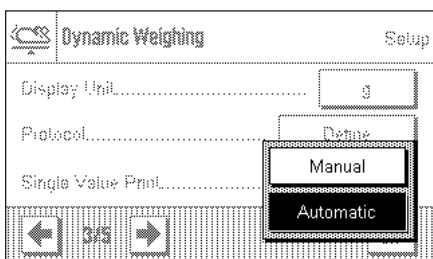 Dynamic Weighing Setup
Display Unit.............................. g
Protocol.................................. Define
Manual
Single Value Print......................
Automatic
3/5